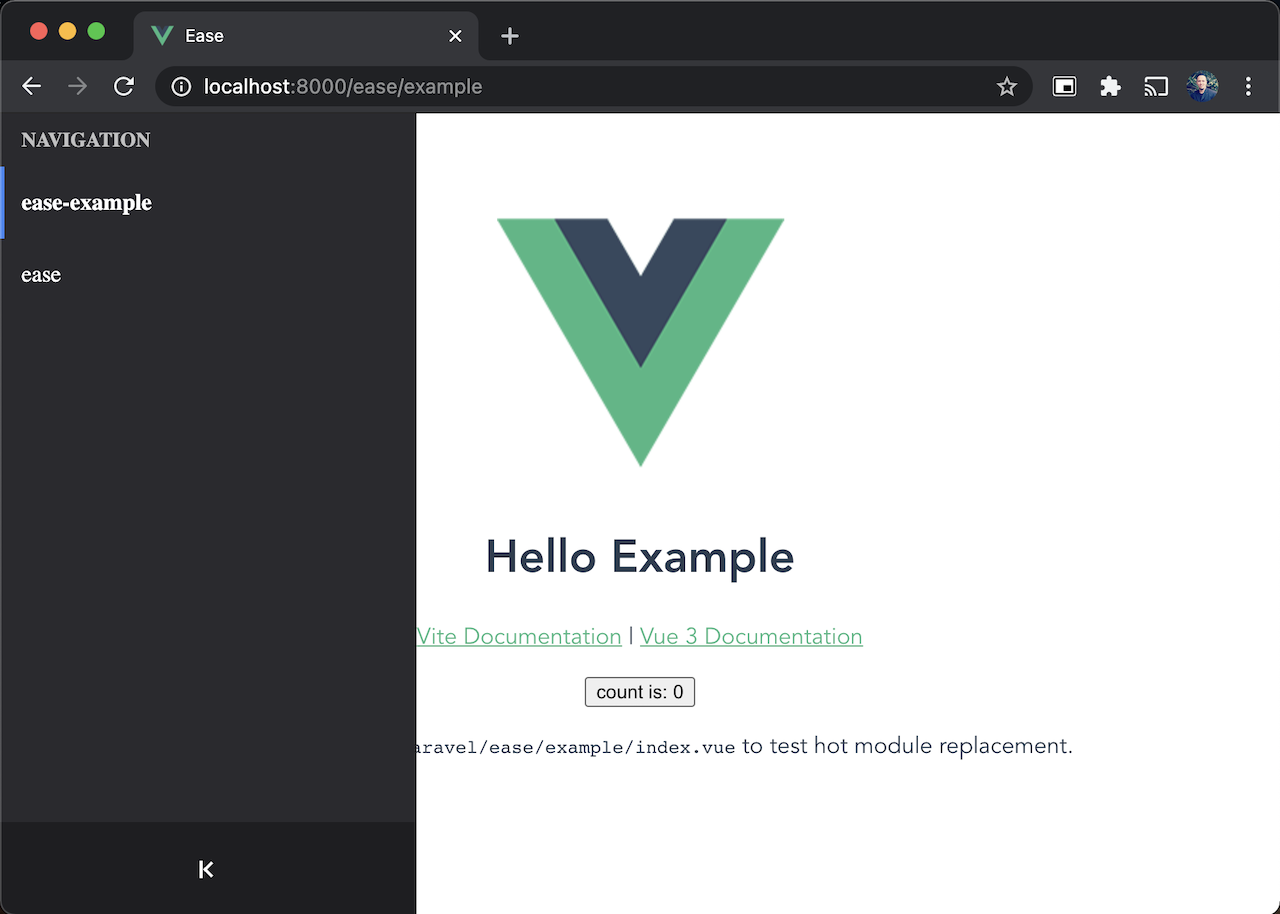 Ease
localhost:8000/ease/example
NAVIGATION
ease-example
ease
Hello Example
Vite Documentation | Vue 3 Documentation
count is: 0
/ease/example/index.vue to test hot module replacement.